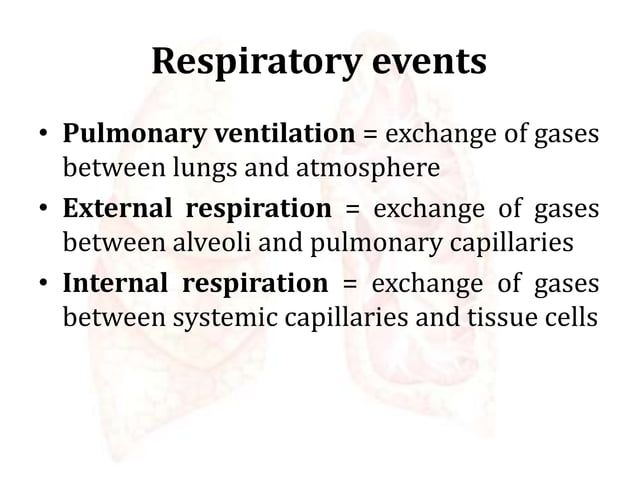 Respiratory events
• Pulmonary ventilation = exchange of gases
between lungs and atmosphere
• External respiration = exchange of gases
between alveoli and pulmonary capillaries
• Internal respiration = exchange of gases
between systemic capillaries and tissue cells